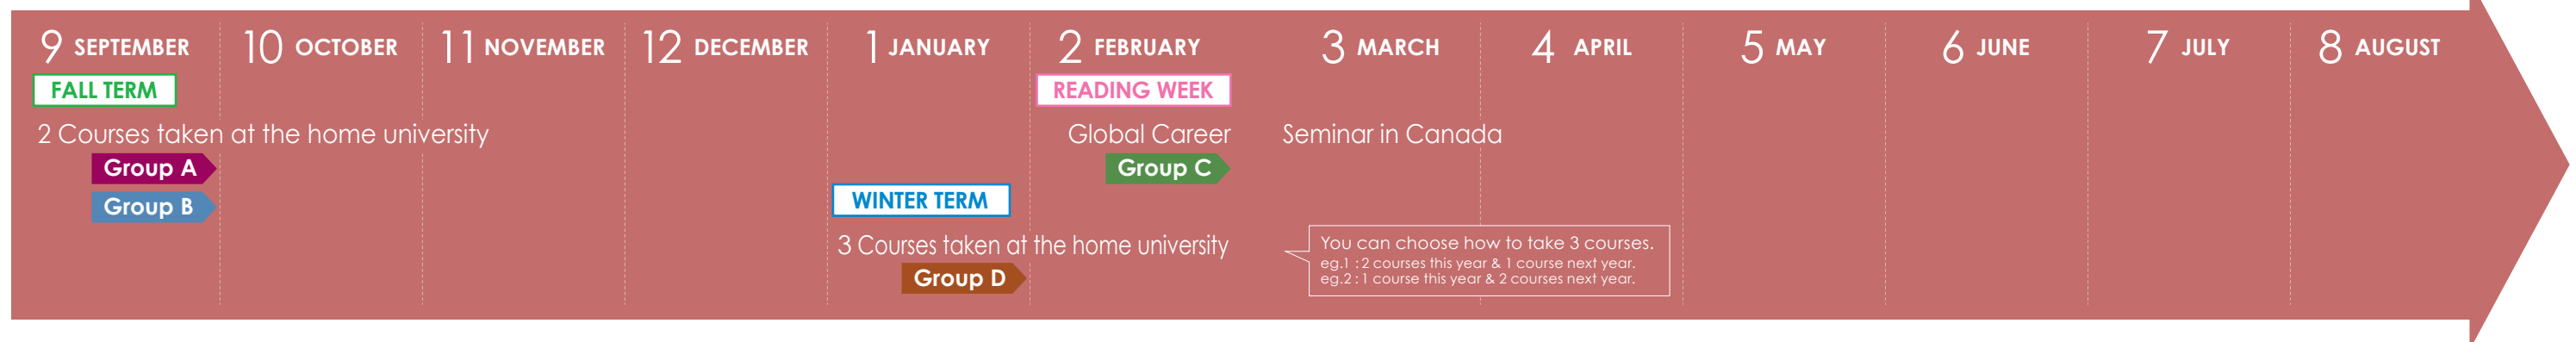 9 SEPTEMBER 10 OCTOBER 11 NOVEMBER 12 DECEMBER 1 JANUARY 2 FEBRUARY 3 MARCH 4 APRIL 5 MAY 6 JUNE 7 JULY 8 AUGUST
FALL TERM
READING WEEK
2 Courses taken at the home university
Global Career Seminar in Canada
Group A
Group C
Group B
WINTER TERM
3 Courses taken at the home university
Group D
You can choose how to take 3 courses.
eg.1 : 2 courses this year & 1 course next year.
eg.2 : 1 course this year & 2 courses next year.